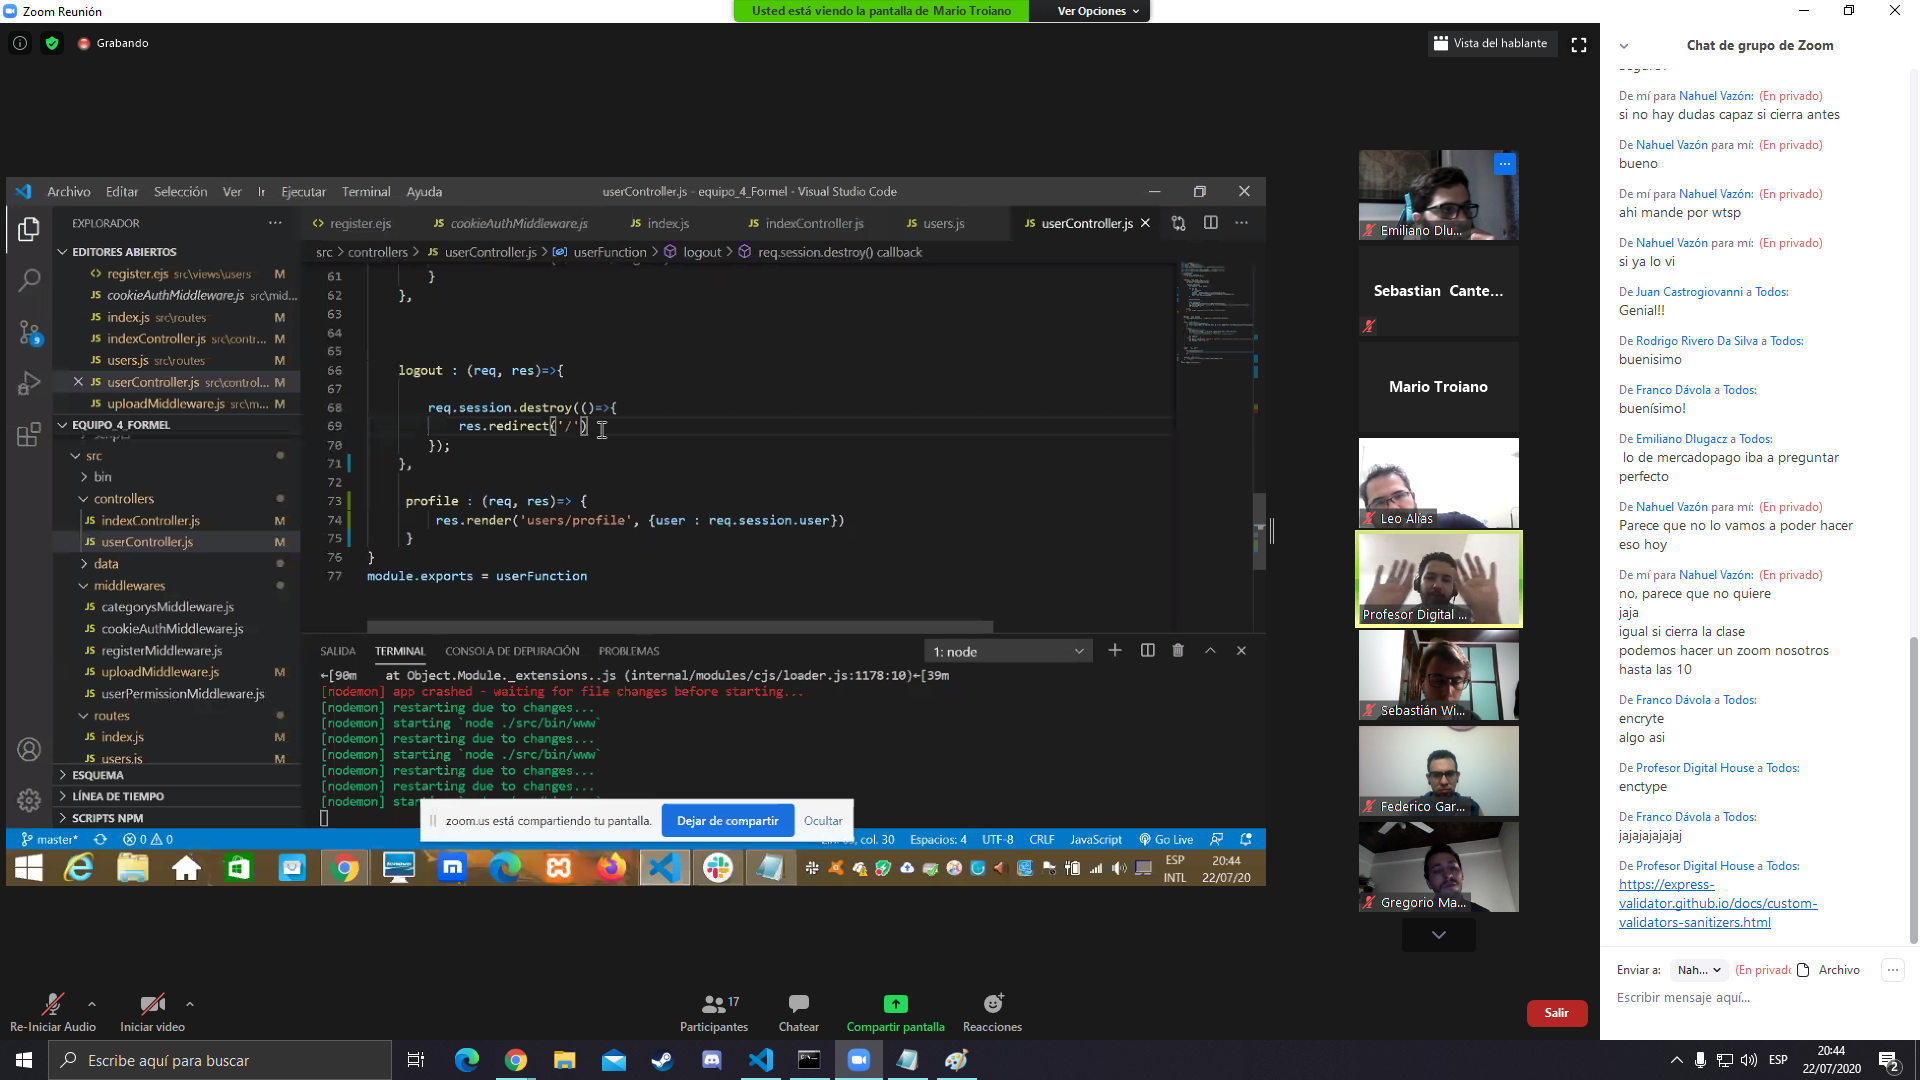 Zoom Reunión
Usted está viendo la pantalla de Mario Troiano
Ver Opciones
Grabando
Vista del hablante
Archivo Editar Selección Ver Ir Ejecutar Terminal Ayuda
userController.js - equipo_4_Formel - Visual Studio Code
EXPLORADOR
register.ejs
cookieAuthMiddleware.js
index.js
indexController.js
users.js
userController.js
src > controllers > JS userController.js > userFunction > logout > req.session.destroy() callback
EDITORES ABIERTOS
register.ejs src\views\users M
cookieAuthMiddleware.js src\mid...
index.js src\routes M
indexController.js src\contr... M
users.js src\routes M
userController.js src\control... M
uploadMiddleware.js src\m... M
EQUIPO_4_FORMEL
src
bin
controllers
indexController.js M
userController.js M
data
middlewares
categorysMiddleware.js
cookieAuthMiddleware.js
registerMiddleware.js
uploadMiddleware.js M
userPermissionMiddleware.js
routes
index.js M
users.js M
ESQUEMA
LÍNEA DE TIEMPO
SCRIPTS NPM
61 }
62 },
63
64
65
66 logout : (req, res)=>{
67
68 req.session.destroy(()=>{
69 res.redirect('/')
70 });
71 },
72
73 profile : (req, res)=> {
74 res.render('users/profile', {user : req.session.user})
75 }
76 }
77 module.exports = userFunction
SALIDA TERMINAL CONSOLA DE DEPURACIÓN PROBLEMAS
1: node
←[90m at Object.Module._extensions..js (internal/modules/cjs/loader.js:1178:10)←[39m
[nodemon] app crashed - waiting for file changes before starting...
[nodemon] restarting due to changes...
[nodemon] starting `node ./src/bin/www`
[nodemon] restarting due to changes...
[nodemon] starting `node ./src/bin/www`
[nodemon] restarting due to changes...
[nodemon] restarting due to changes...
[nodemon]
zoom.us está compartiendo tu pantalla.
Dejar de compartir
Ocultar
master*
0 0
col. 30
Espacios: 4
UTF-8
CRLF
JavaScript
Go Live
ESP
INTL
20:44
22/07/20
Emiliano Dlu...
Sebastian Cante...
Mario Troiano
Leo Alias
Profesor Digital ...
Sebastián Wi...
Federico Gar...
Gregorio Ma...
Chat de grupo de Zoom
De mí para Nahuel Vazón: (En privado)
si no hay dudas capaz si cierra antes
De Nahuel Vazón para mí: (En privado)
bueno
De mí para Nahuel Vazón: (En privado)
ahi mande por wtsp
De Nahuel Vazón para mí: (En privado)
si ya lo vi
De Juan Castrogiovanni a Todos:
Genial!!
De Rodrigo Rivero Da Silva a Todos:
buenisimo
De Franco Dávola a Todos:
buenísimo!
De Emiliano Dlugacz a Todos:
lo de mercadopago iba a preguntar
perfecto
De Nahuel Vazón para mí: (En privado)
Parece que no lo vamos a poder hacer
eso hoy
De mí para Nahuel Vazón: (En privado)
no, parece que no quiere
jaja
igual si cierra la clase
podemos hacer un zoom nosotros
hasta las 10
De Franco Dávola a Todos:
encryte
algo asi
De Profesor Digital House a Todos:
enctype
De Franco Dávola a Todos:
jajajajajajaj
De Profesor Digital House a Todos:
https://express-
validator.github.io/docs/custom-
validators-sanitizers.html
Enviar a: Nah... (En privado) Archivo
Escribir mensaje aquí...
Re-Iniciar Audio
Iniciar video
17
Participantes
Chatear
Compartir pantalla
Reacciones
Salir
Escribe aquí para buscar
ESP
20:44
22/07/2020
2